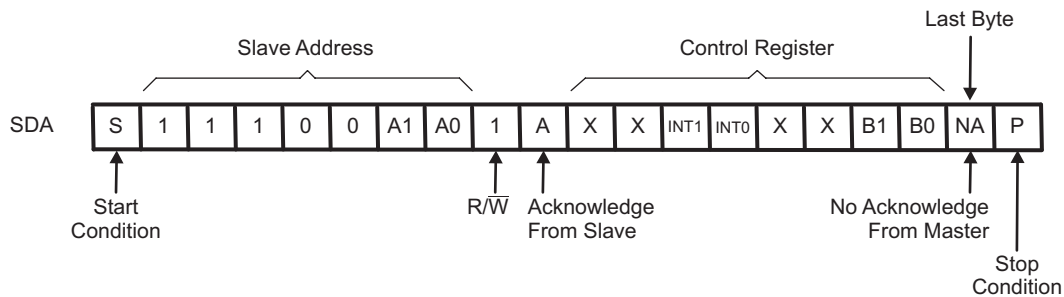 Last Byte
Slave Address
Control Register
SDA S 1 1 1 0 0 A1 A0 1 A X X INT1 INT0 X X B1 B0 NA P
Start
Condition
R/W̅
Acknowledge
From Slave
No Acknowledge
From Master
Stop
Condition